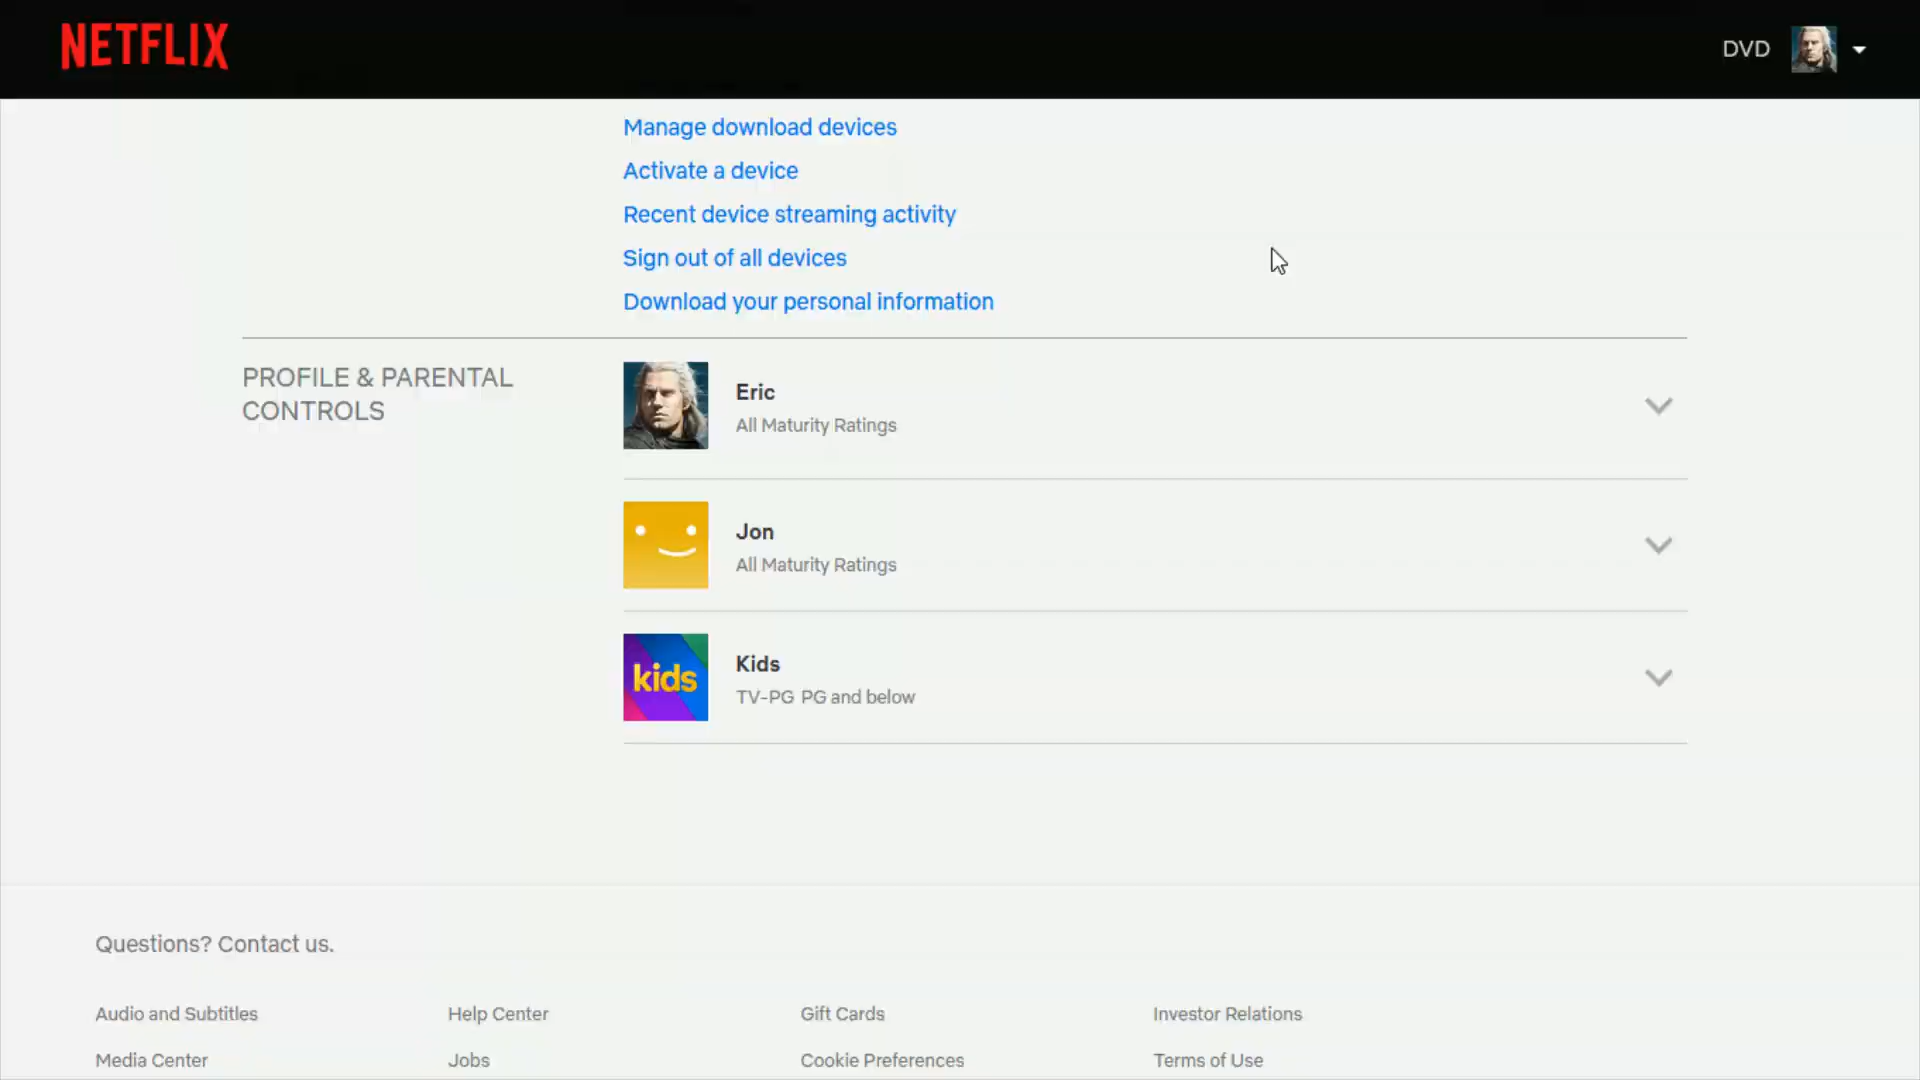 NETFLIX
DVD
Manage download devices
Activate a device
Recent device streaming activity
Sign out of all devices
Download your personal information
PROFILE & PARENTAL
CONTROLS
Eric
All Maturity Ratings
Jon
All Maturity Ratings
kids
Kids
TV-PG PG and below
Questions? Contact us.
Audio and Subtitles
Help Center
Gift Cards
Investor Relations
Media Center
Jobs
Cookie Preferences
Terms of Use